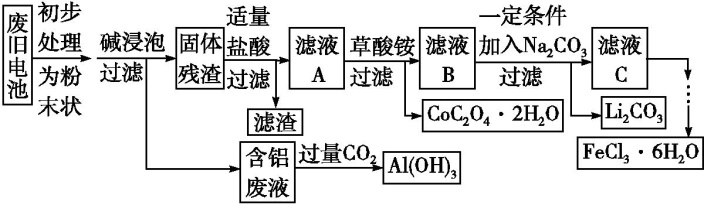 废旧电池
初步处理为粉末状
碱浸泡
过滤
固体残渣
适量盐酸
过滤
滤液A
草酸铵
过滤
滤液B
一定条件
加入Na₂CO₃
过滤
滤液C
滤渣
CoC₂O₄·2H₂O
Li₂CO₃
FeCl₃·6H₂O
含铝废液
过量CO₂
Al(OH)₃